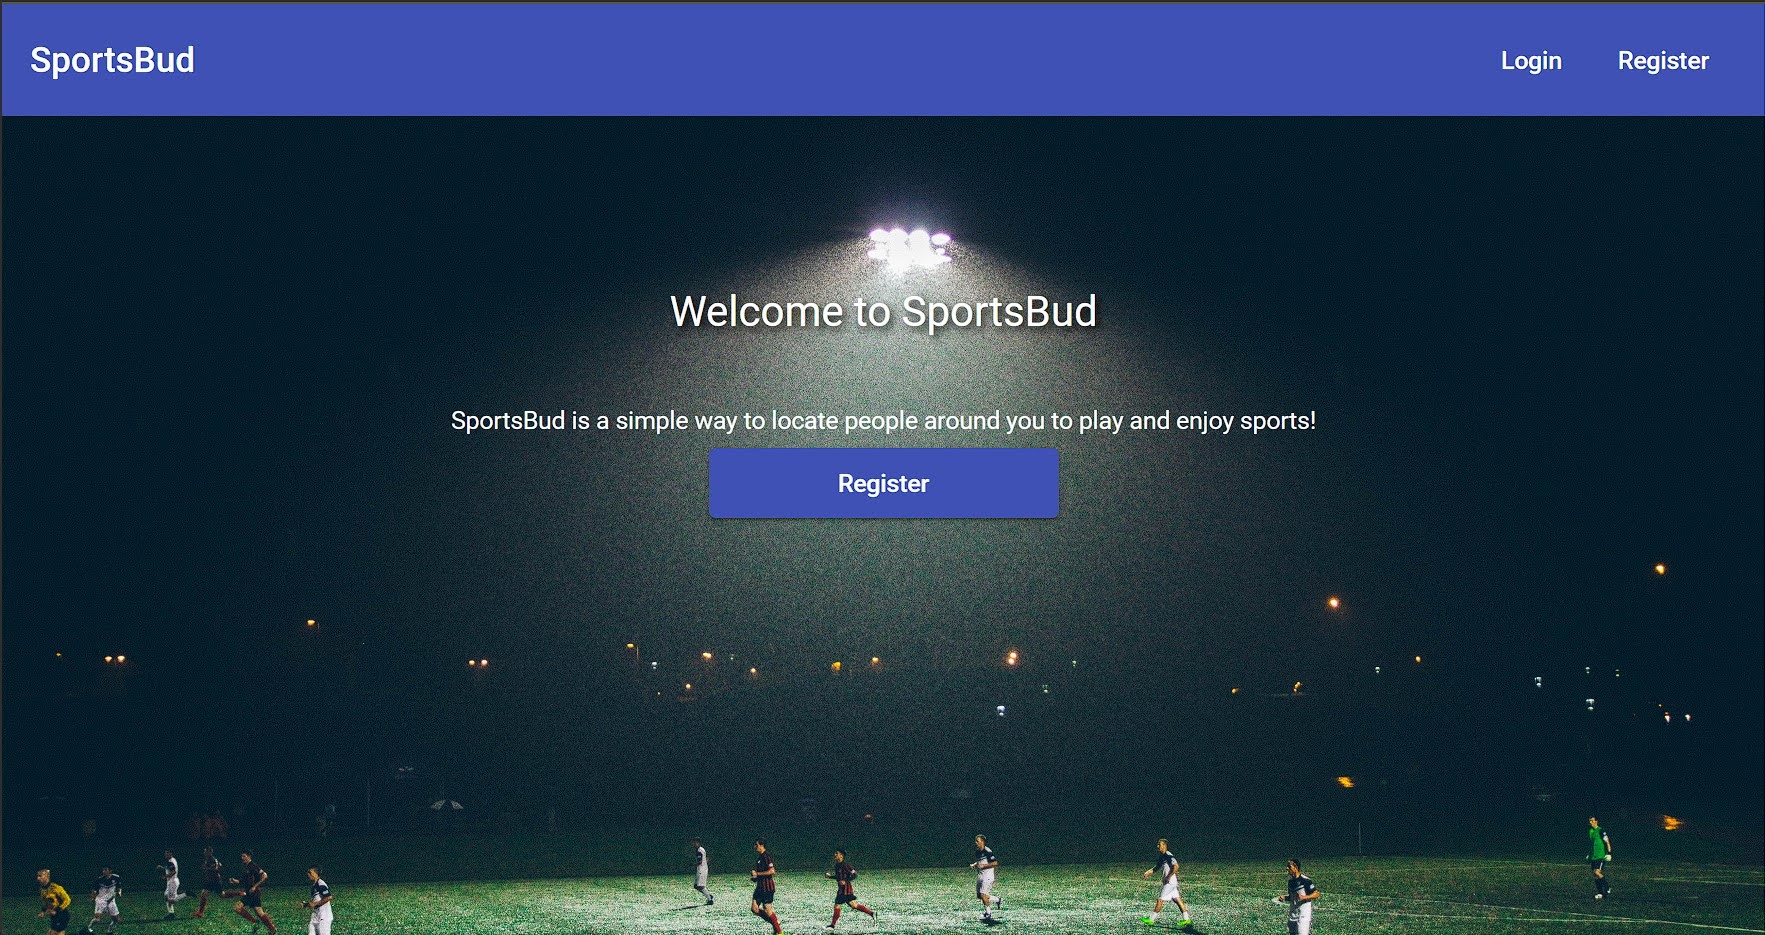 SportsBud
Login
Register
Welcome to SportsBud
SportsBud is a simple way to locate people around you to play and enjoy sports!
Register